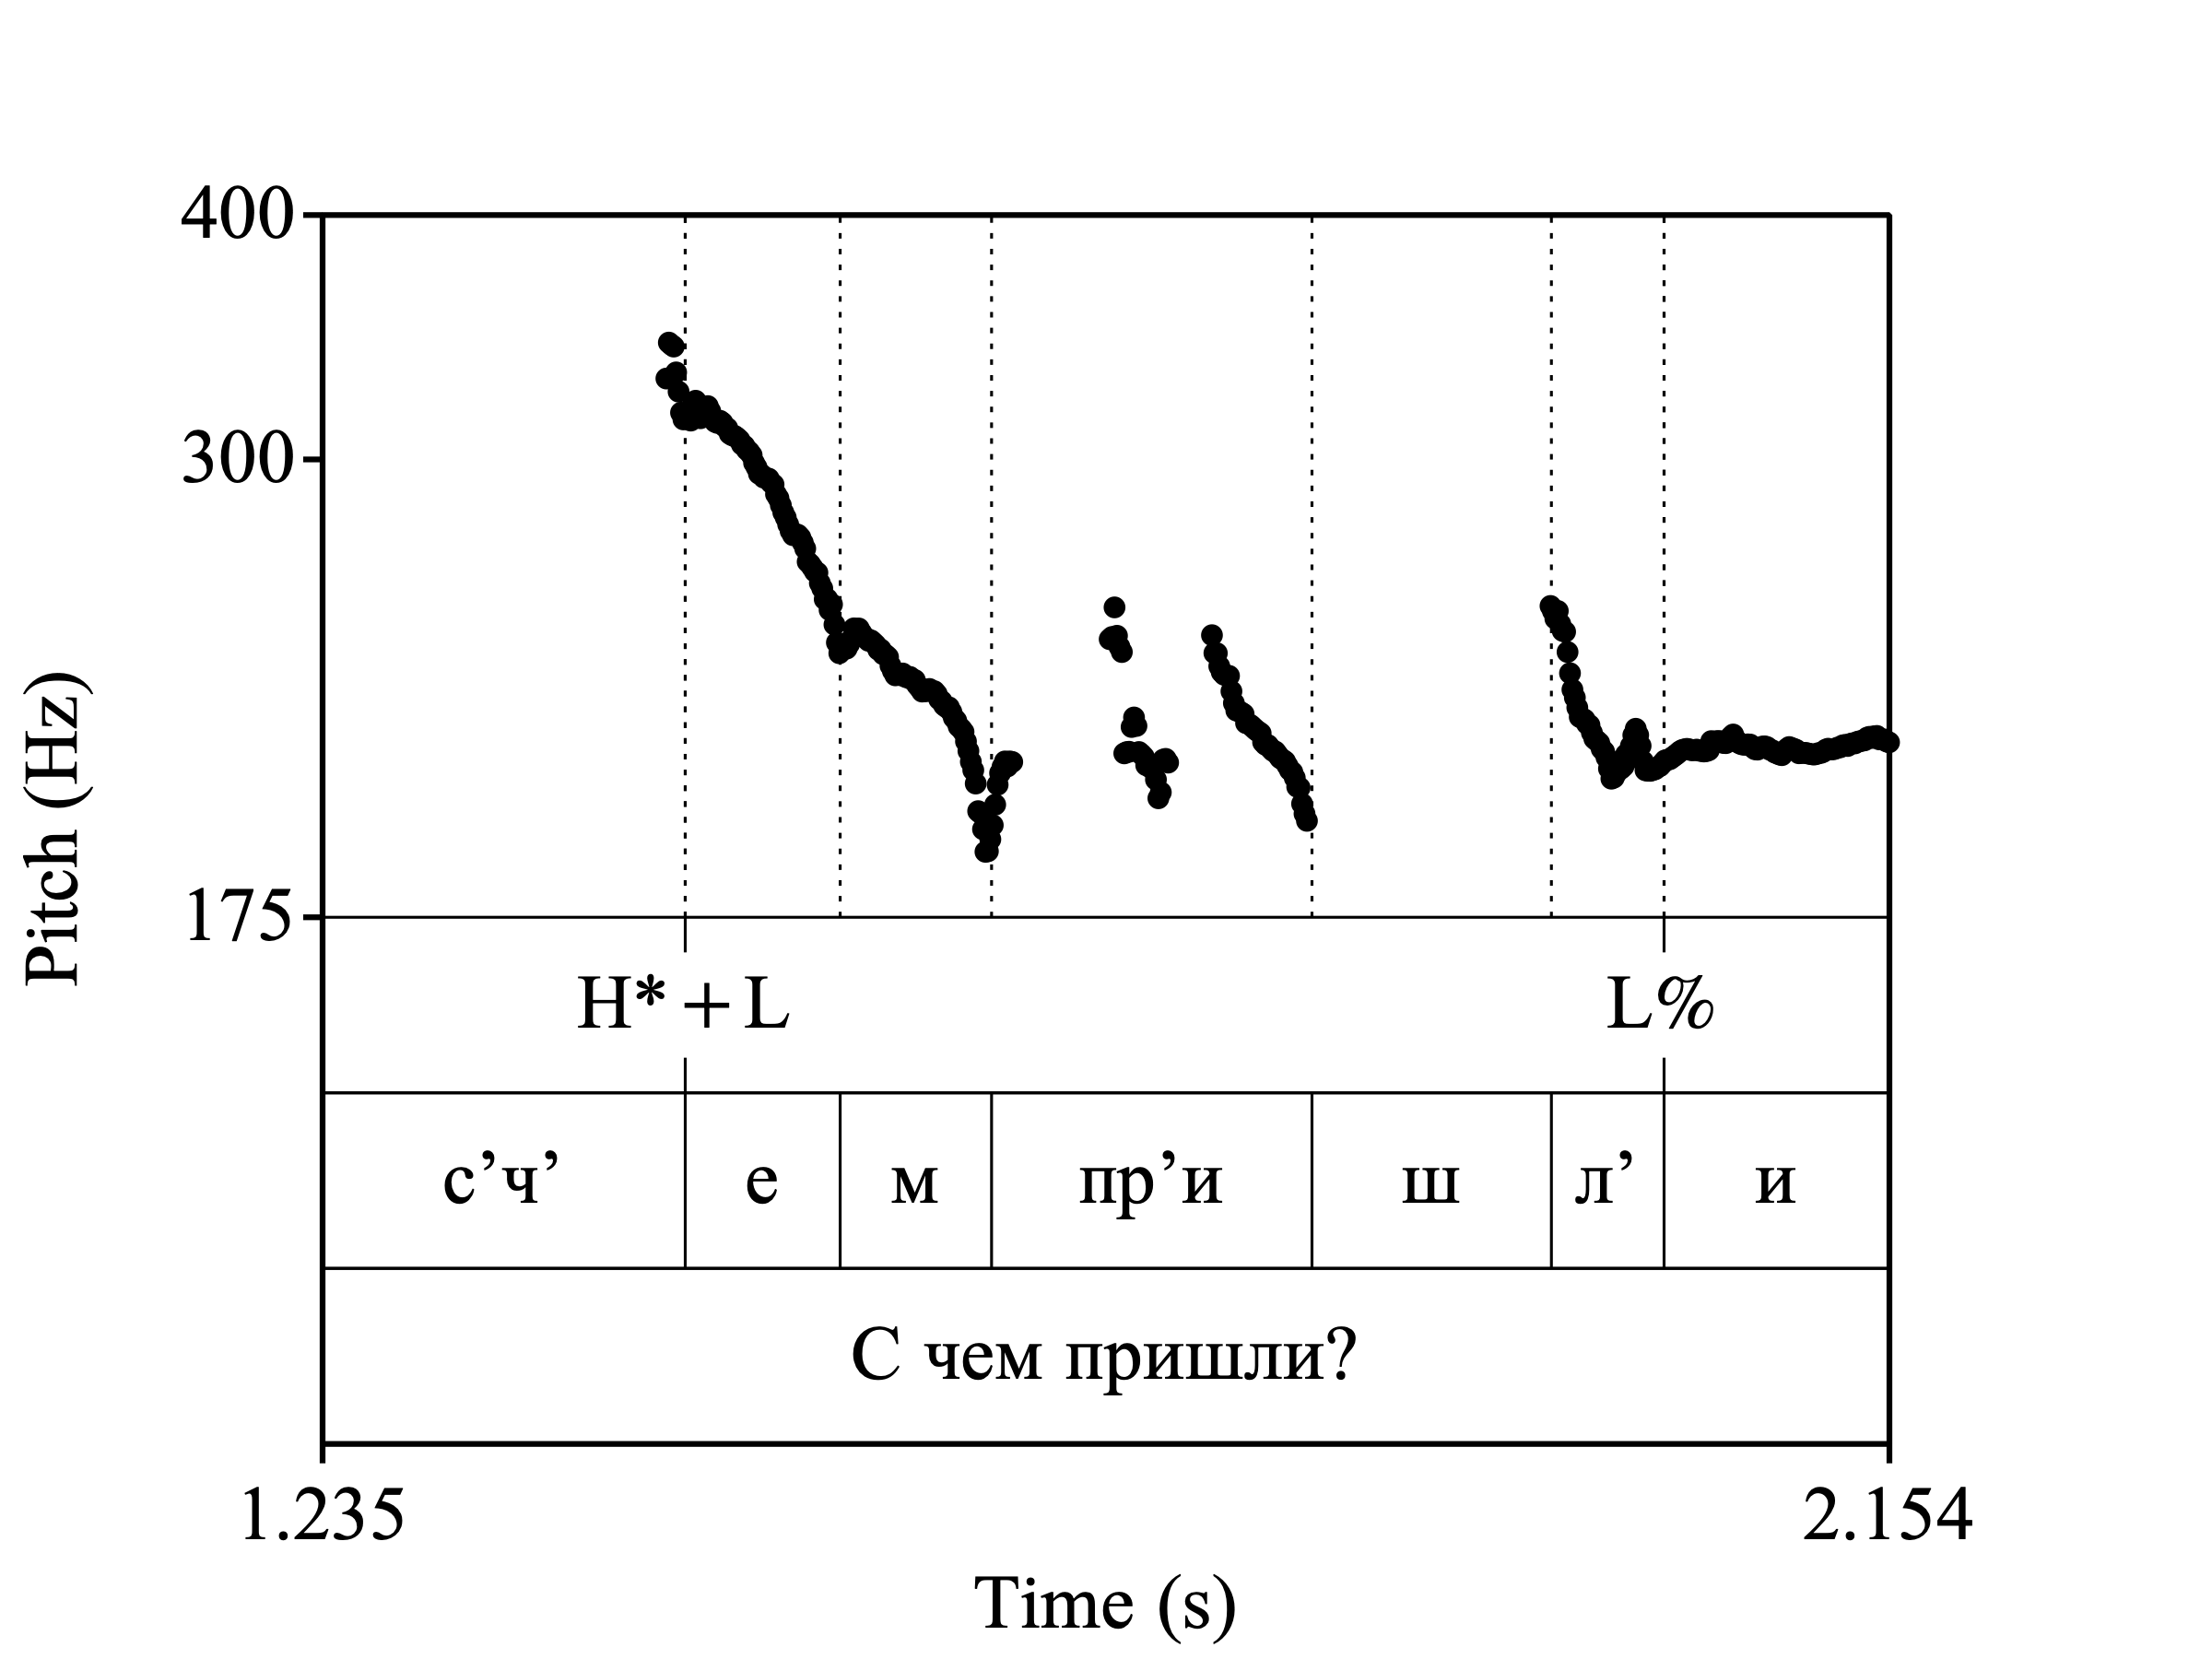 400
300
175
Pitch (Hz)
H*+L L%
с’ч’ е м пр’и ш л’ и
С чем пришли?
1.235 2.154
Time (s)